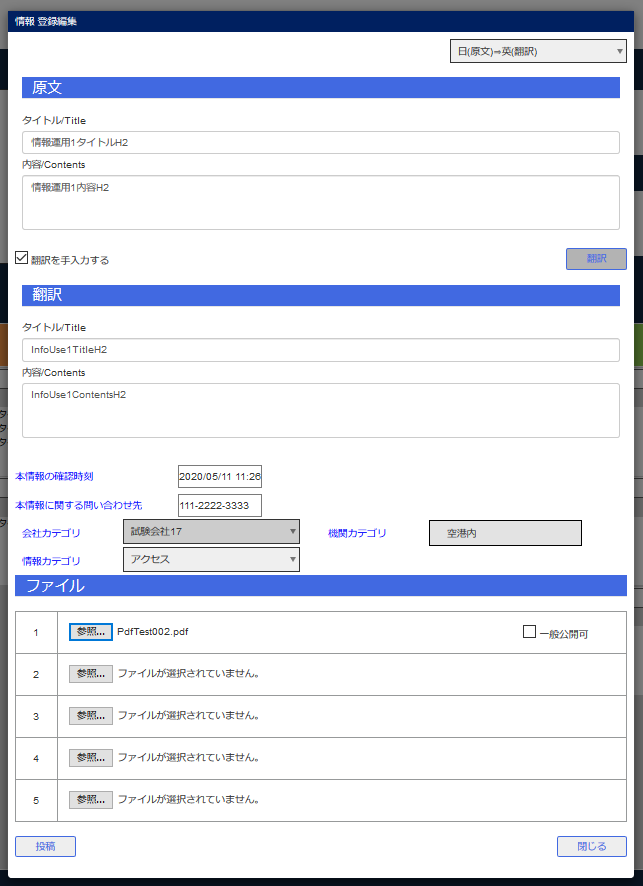 情報 登録編集
日(原文)⇒英(翻訳)
原文
タイトル/Title
情報運用1タイトルH2
内容/Contents
情報運用1内容H2
翻訳を手入力する
翻訳
翻訳
タイトル/Title
InfoUse1TitleH2
内容/Contents
InfoUse1ContentsH2
本情報の確認時刻 2020/05/11 11:26
本情報に関する問い合わせ先 111-2222-3333
会社カテゴリ 試験会社17 機関カテゴリ 空港内
情報カテゴリ アクセス
ファイル
1 参照... PdfTest002.pdf 一般公開可
2 参照... ファイルが選択されていません。
3 参照... ファイルが選択されていません。
4 参照... ファイルが選択されていません。
5 参照... ファイルが選択されていません。
投稿 閉じる